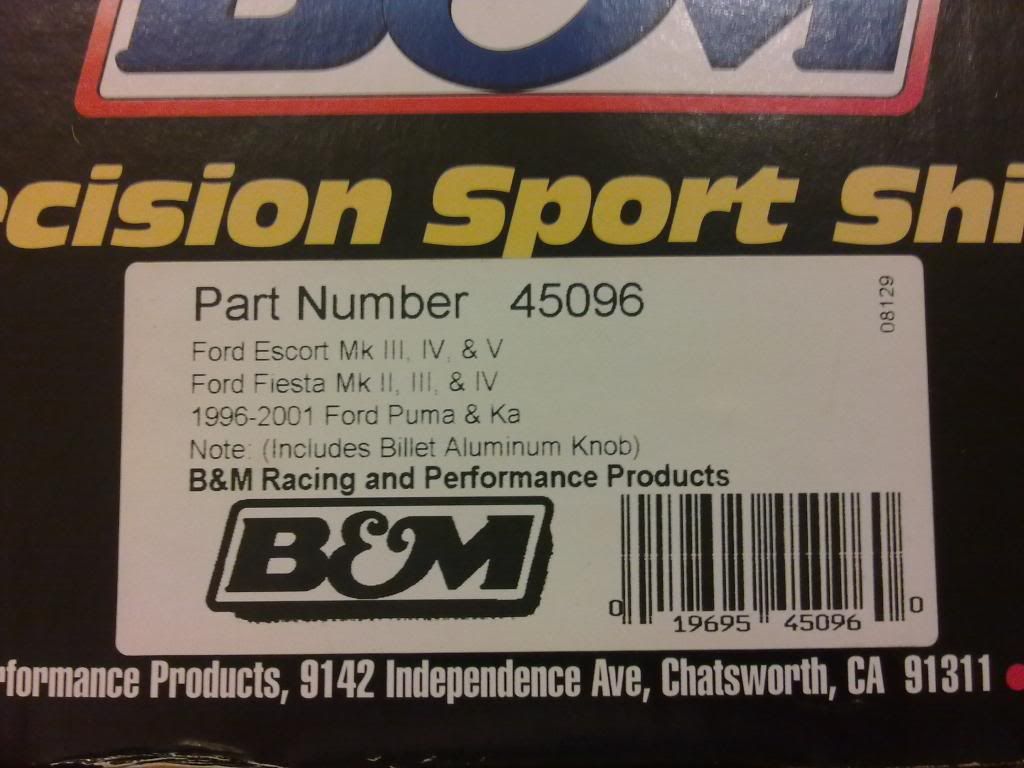 B&M
ecision Sport Shi
Part Number 45096
08129
Ford Escort Mk III, IV, & V
Ford Fiesta Mk II, III, & IV
1996-2001 Ford Puma & Ka
Note: (Includes Billet Aluminum Knob)
B&M Racing and Performance Products
B&M
0 19695 45096 0
rformance Products, 9142 Independence Ave, Chatsworth, CA 91311